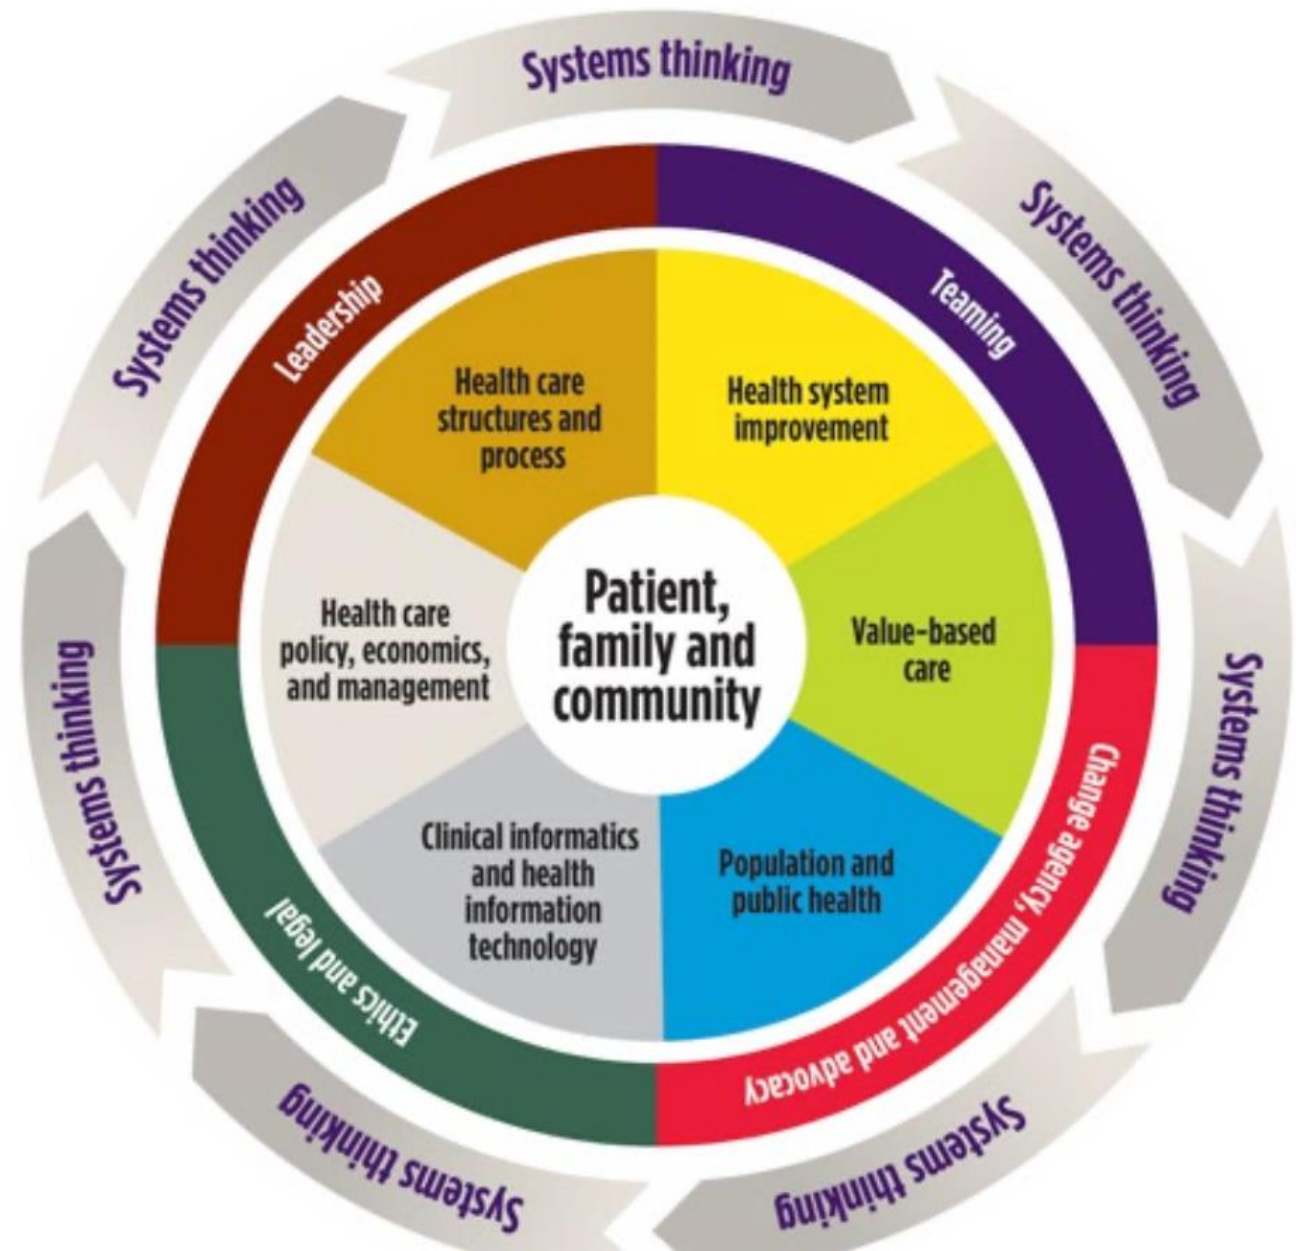 Systems thinking
Systems thinking
Systems thinking
Systems thinking
Systems thinking
Systems thinking
Systems thinking
Systems thinking
Leadership
Teaming
Change agency, management and advocacy
Ethics and legal
Health care
structures and
process
Health system
improvement
Value-based
care
Population and
public health
Clinical informatics
and health
information
technology
Health care
policy, economics,
and management
Patient,
family and
community